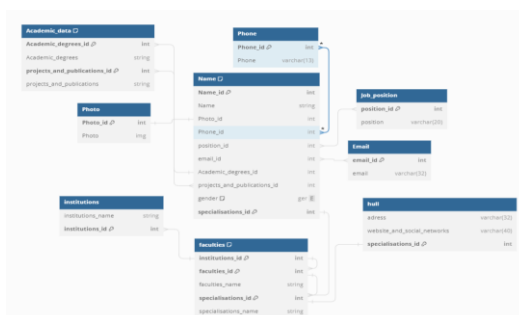 Academic_data
Academic_degrees_id int
Academic_degrees string
projects_and_publications_id int
projects_and_publications string
Phone
Phone_id int
Phone varchar(13)
Photo
Photo_id int
Photo img
Name
Name_id int
Name string
Photo_id int
Phone_id int
position_id int
email_id int
Academic_degrees_id int
projects_and_publications_id int
gender ger E
specialisations_id int
Job_position
position_id int
position varchar(20)
Email
email_id int
email varchar(32)
institutions
institutions_name string
institutions_id int
faculties
institutions_id int
faculties_id int
faculties_name string
specialisations_id int
specialisations_name string
adress varchar(32)
website_and_social_networks varchar(40)
specialisations_id int